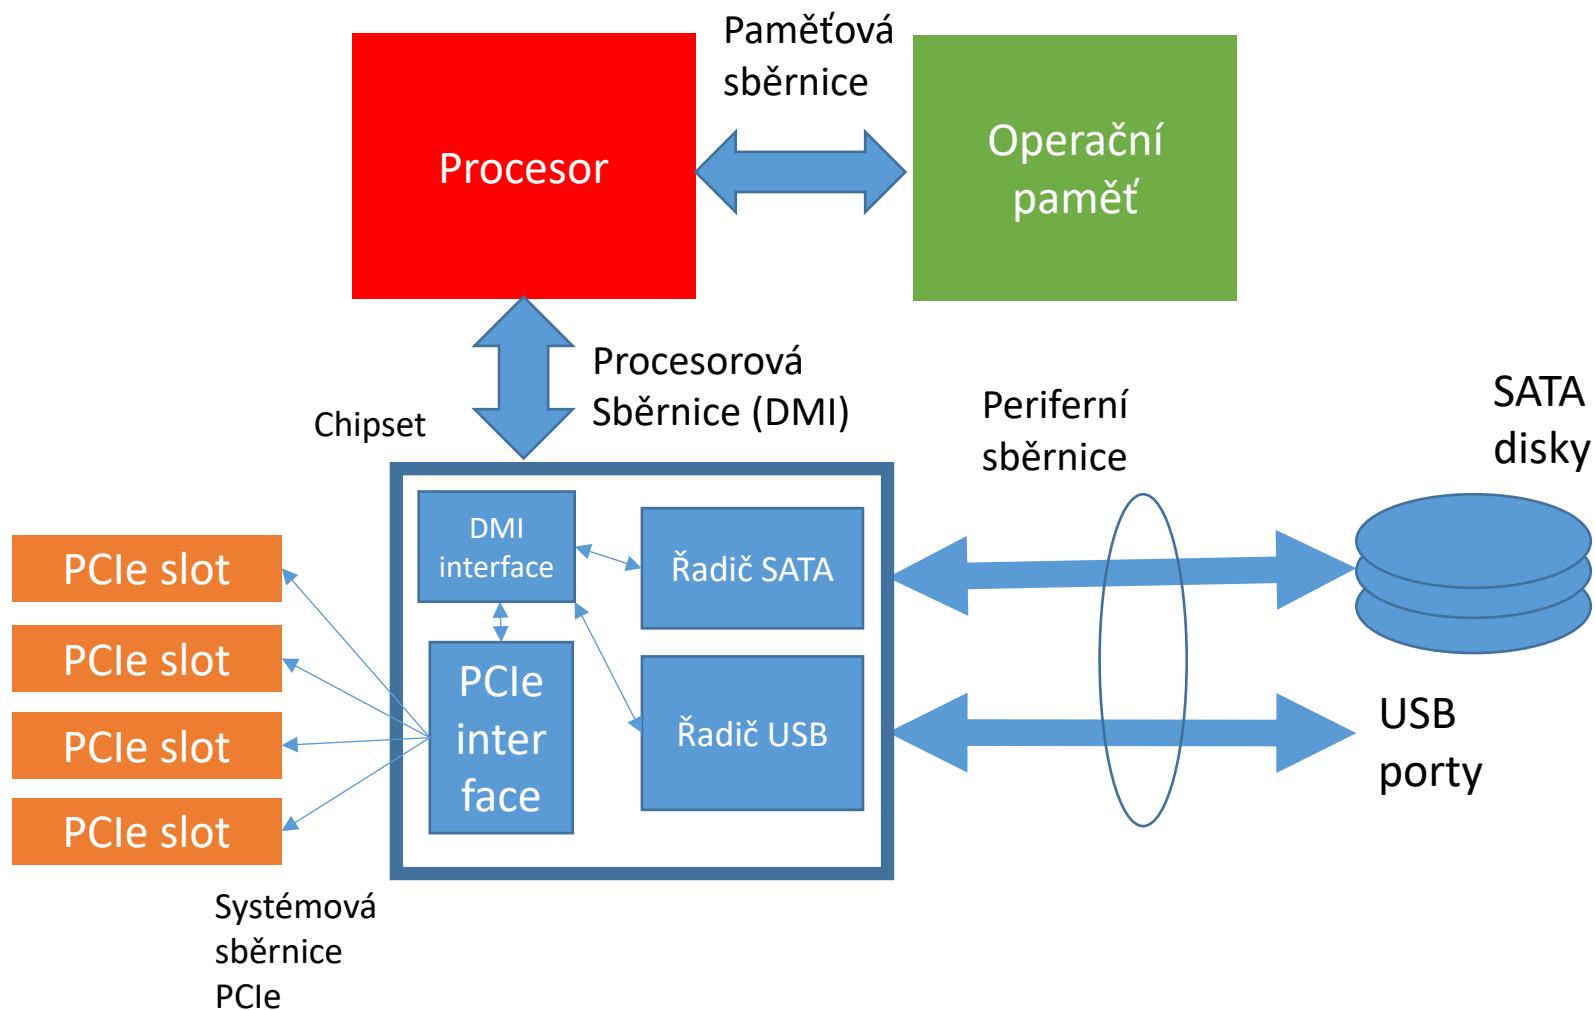 Paměťová
sběrnice
Procesor
Operační
paměť
Procesorová
Sběrnice (DMI)
Chipset
Periferní
sběrnice
SATA
disky
DMI
interface
Řadič SATA
PCIe slot
PCIe slot
PCIe slot
PCIe slot
PCIe
inter
face
Řadič USB
USB
porty
Systémová
sběrnice
PCIe